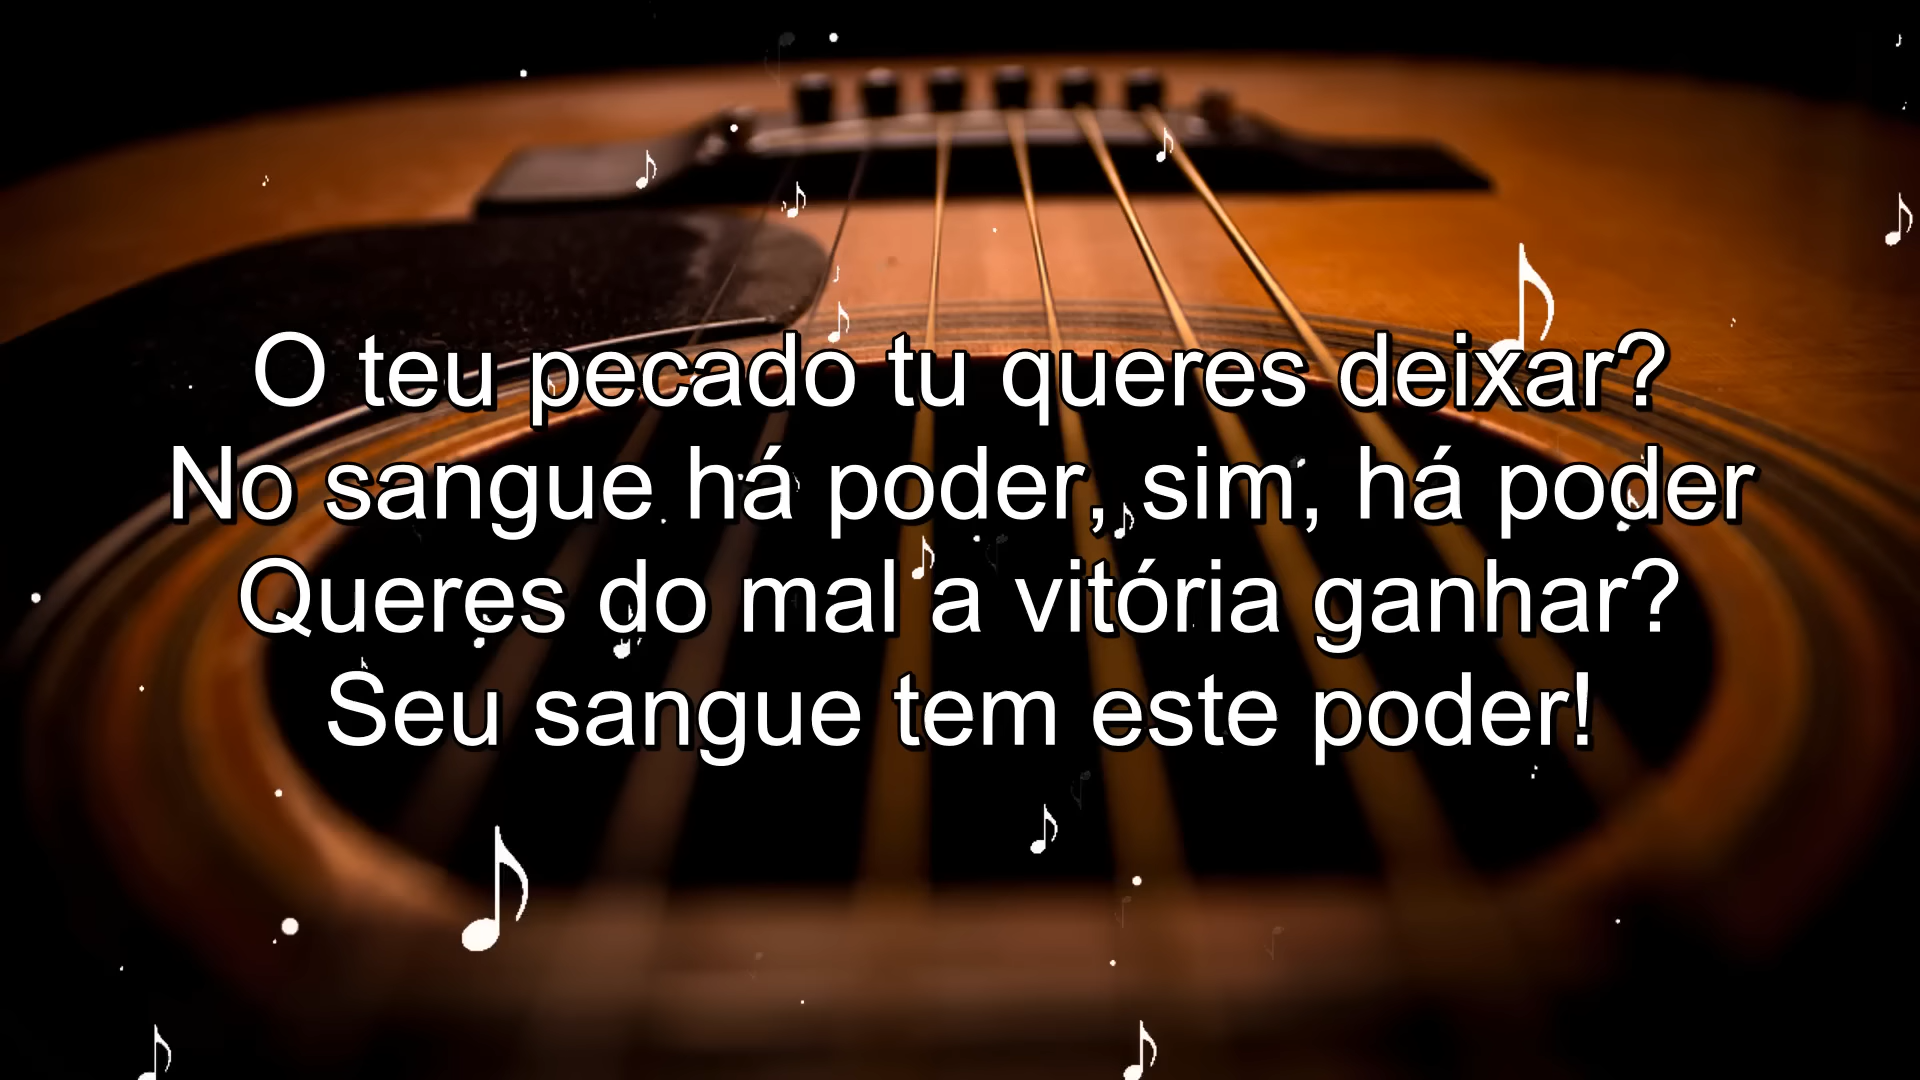 O teu pecado tu queres deixar?
No sangue há poder, sim, há poder
Queres do mal a vitória ganhar?
Seu sangue tem este poder!